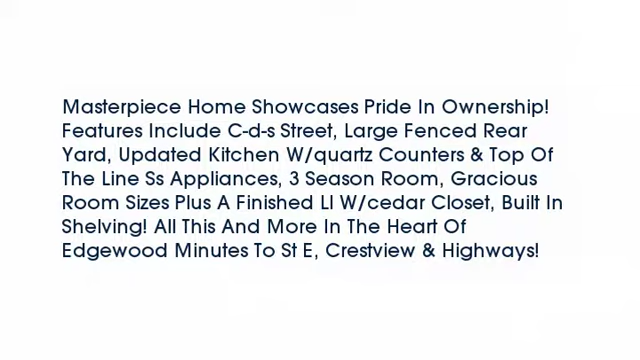 Masterpiece Home Showcases Pride In Ownership!
Features Include C-d-s Street, Large Fenced Rear
Yard, Updated Kitchen W/quartz Counters & Top Of
The Line Ss Appliances, 3 Season Room, Gracious
Room Sizes Plus A Finished Ll W/cedar Closet, Built In
Shelving! All This And More In The Heart Of
Edgewood Minutes To St E, Crestview & Highways!